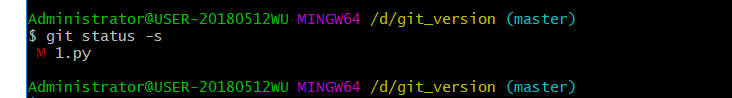 Administrator@USER-20180512WU MINGW64 /d/git_version (master)
$ git status -s
 M 1.py
Administrator@USER-20180512WU MINGW64 /d/git_version (master)